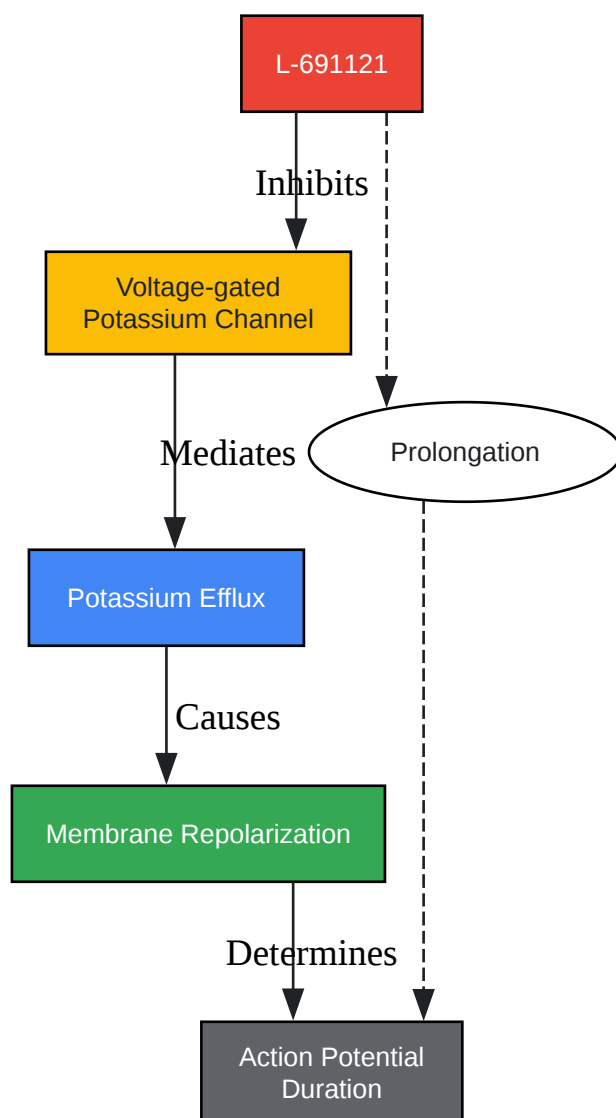 L-691121
Inhibits
Voltage-gated
Potassium Channel
Mediates
Prolongation
Potassium Efflux
Causes
Membrane Repolarization
Determines
Action Potential
Duration